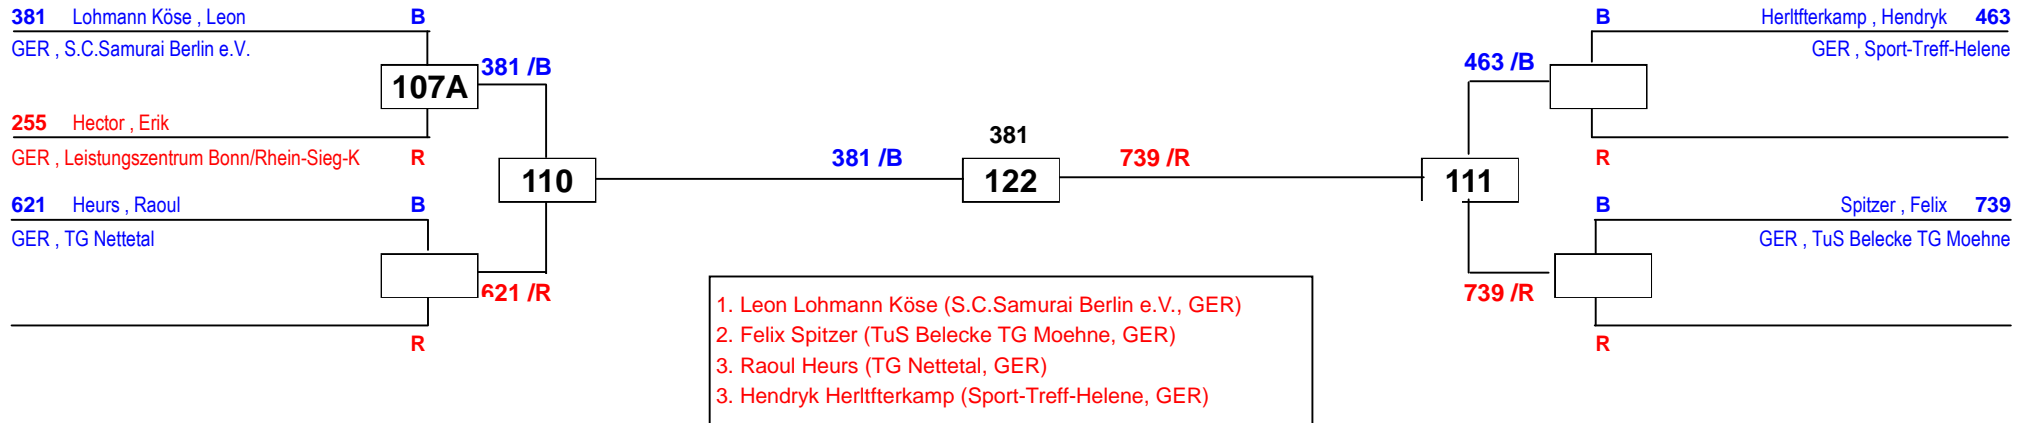 381 Lohmann Köse , Leon B
GER , S.C.Samurai Berlin e.V.
107A
381 /B
255 Hector , Erik
GER , Leistungszentrum Bonn/Rhein-Sieg-K R
110
621 Heurs , Raoul B
GER , TG Nettetal
621 /R
R
381 /B
381
122
739 /R
B Herltfterkamp , Hendryk 463
GER , Sport-Treff-Helene
463 /B
R
111
B Spitzer , Felix 739
GER , TuS Belecke TG Moehne
739 /R
R
1. Leon Lohmann Köse (S.C.Samurai Berlin e.V., GER)
2. Felix Spitzer (TuS Belecke TG Moehne, GER)
3. Raoul Heurs (TG Nettetal, GER)
3. Hendryk Herltfterkamp (Sport-Treff-Helene, GER)